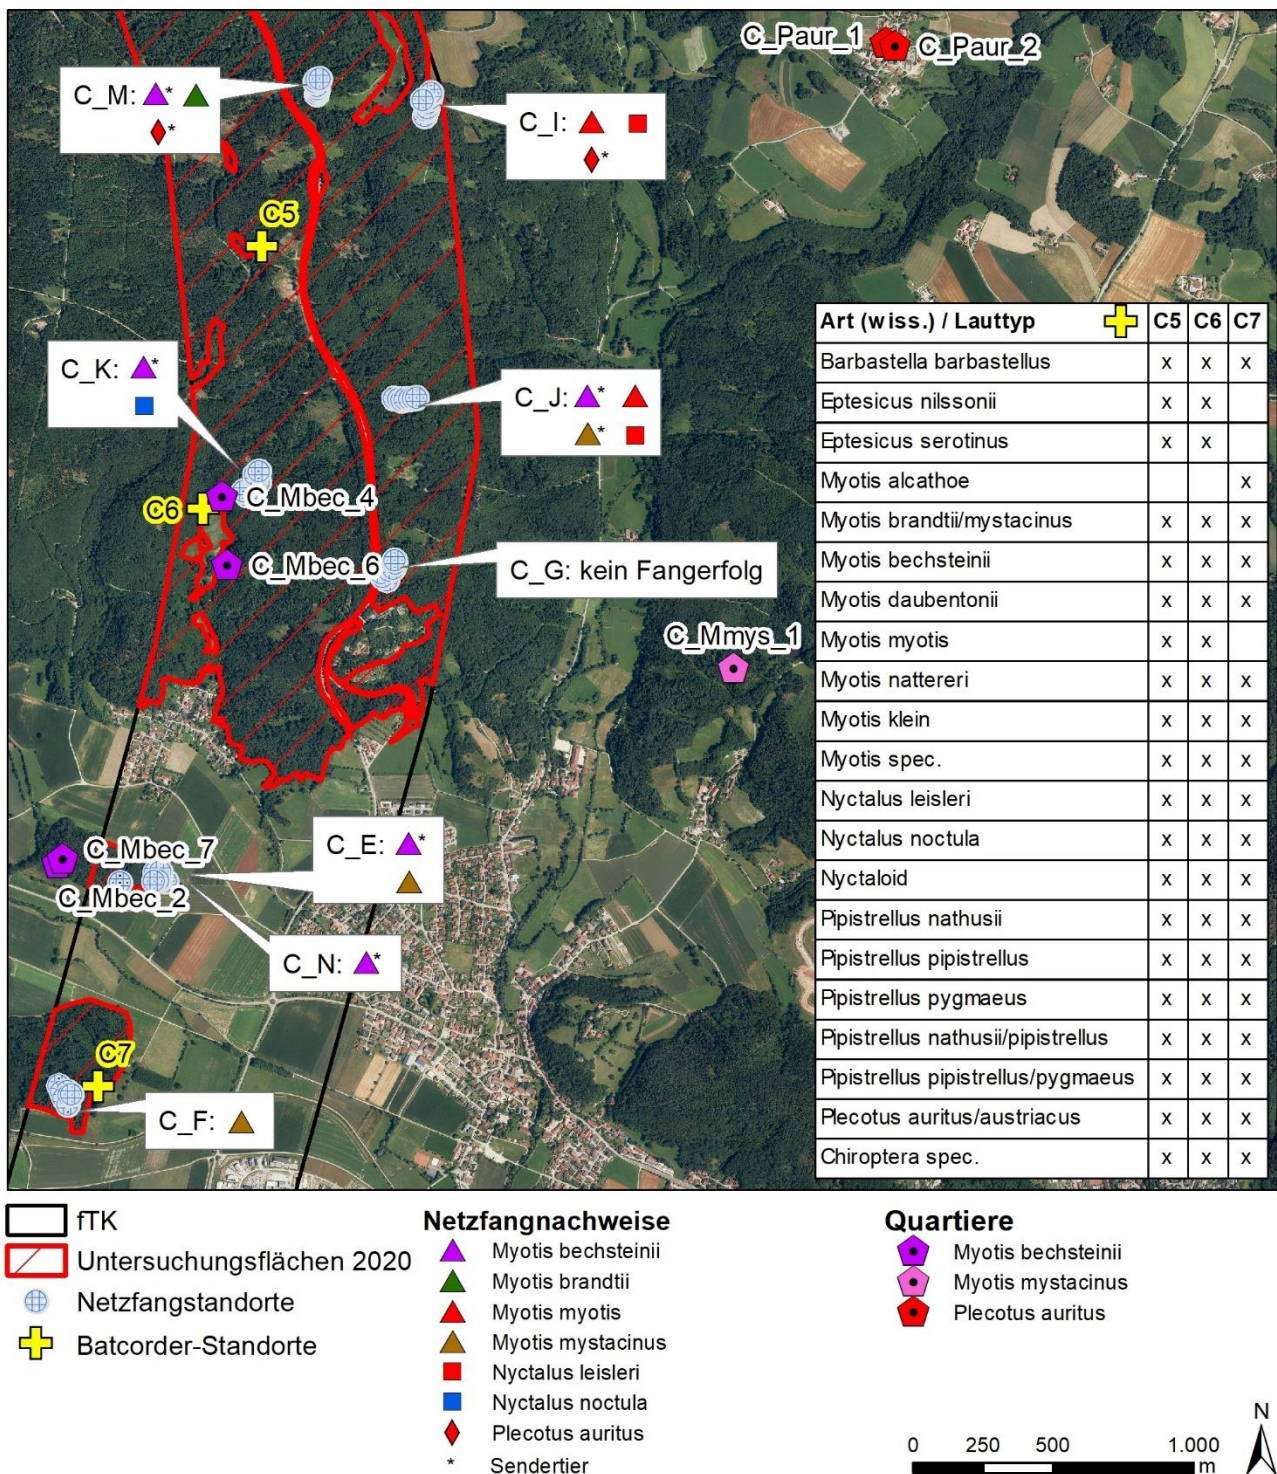 C_Paur_1
C_Paur_2
C_M: *
*
C_I:
*
C5
C_K: *
C_J: *
*
C_Mbec_4
C6
C_Mbec_6
C_G: kein Fangerfolg
C_Mmys_1
C_Mbec_7
C_Mbec_2
C_E: *
C_N: *
C7
C_F:
Art (wiss.) / Lauttyp C5 C6 C7
Barbastella barbastellus x x x
Eptesicus nilssonii x x
Eptesicus serotinus x x
Myotis alcathoe x
Myotis brandtii/mystacinus x x x
Myotis bechsteinii x x x
Myotis daubentonii x x x
Myotis myotis x x
Myotis nattereri x x x
Myotis klein x x x
Myotis spec. x x x
Nyctalus leisleri x x x
Nyctalus noctula x x x
Nyctaloid x x x
Pipistrellus nathusii x x x
Pipistrellus pipistrellus x x x
Pipistrellus pygmaeus x x x
Pipistrellus nathusii/pipistrellus x x x
Pipistrellus pipistrellus/pygmaeus x x x
Plecotus auritus/austriacus x x x
Chiroptera spec. x x x
fTK
Untersuchungsflächen 2020
Netzfangstandorte
Batcorder-Standorte
Netzfangnachweise
Myotis bechsteinii
Myotis brandtii
Myotis myotis
Myotis mystacinus
Nyctalus leisleri
Nyctalus noctula
Plecotus auritus
* Sendertier
Quartiere
Myotis bechsteinii
Myotis mystacinus
Plecotus auritus
N
0 250 500 1.000
m